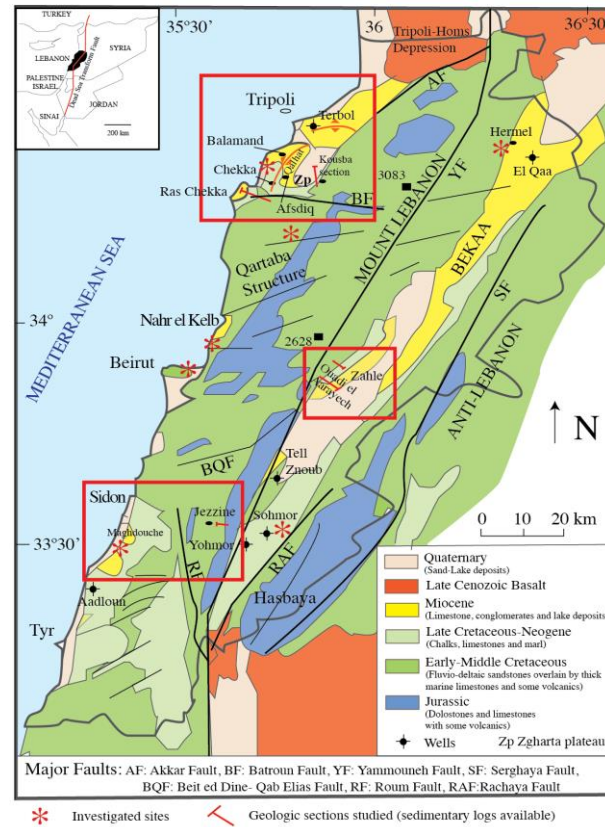 TURKEY
LEBANON
SYRIA
PALESTINE
ISRAEL
Dead Sea Transform Fault
JORDAN
SINAI
200 km
36
36 30
Tripoli-Homs
Depression
AF
Tripoli
Terbol
Balamand
Chekka
Qalhat
Kousba
section
Zp
Ras Chekka
Afsdiq
BF
3083
YF
Hermel
El Qaa
MOUNT LEBANON
BEKAA
SF
Qartaba
Structure
MEDITERRANEAN SEA
34°
Nahr el Kelb
2628
Beirut
Zahle
Ouadi el
Aarayech
ANTI-LEBANON
N
BQF
Tell
Znoub
Sidon
Maghdouche
Jezzine
Sohmor
Yohmor
33°30
RF
RAF
Aadloun
Hasbaya
Tyr
0 10 20 km
Quaternary
(Sand-Lake deposits)
Late Cenozoic Basalt
Miocene
(Limestone, conglomerates and lake deposits)
Late Cretaceous-Neogene
(Chalks, limestones and marl)
Early-Middle Cretaceous
(Fluvio-deltaic sandstones overlain by thick
marine limestones and some volcanics)
Jurassic
(Dolostones and limestones
with some volcanics)
Wells
Zp Zgharta plateau
Major Faults: AF: Akkar Fault, BF: Batroun Fault, YF: Yammouneh Fault, SF: Serghaya Fault,
BQF: Beit ed Dine- Qab Elias Fault, RF: Roum Fault, RAF:Rachaya Fault
Investigated sites
Geologic sections studied (sedimentary logs available)